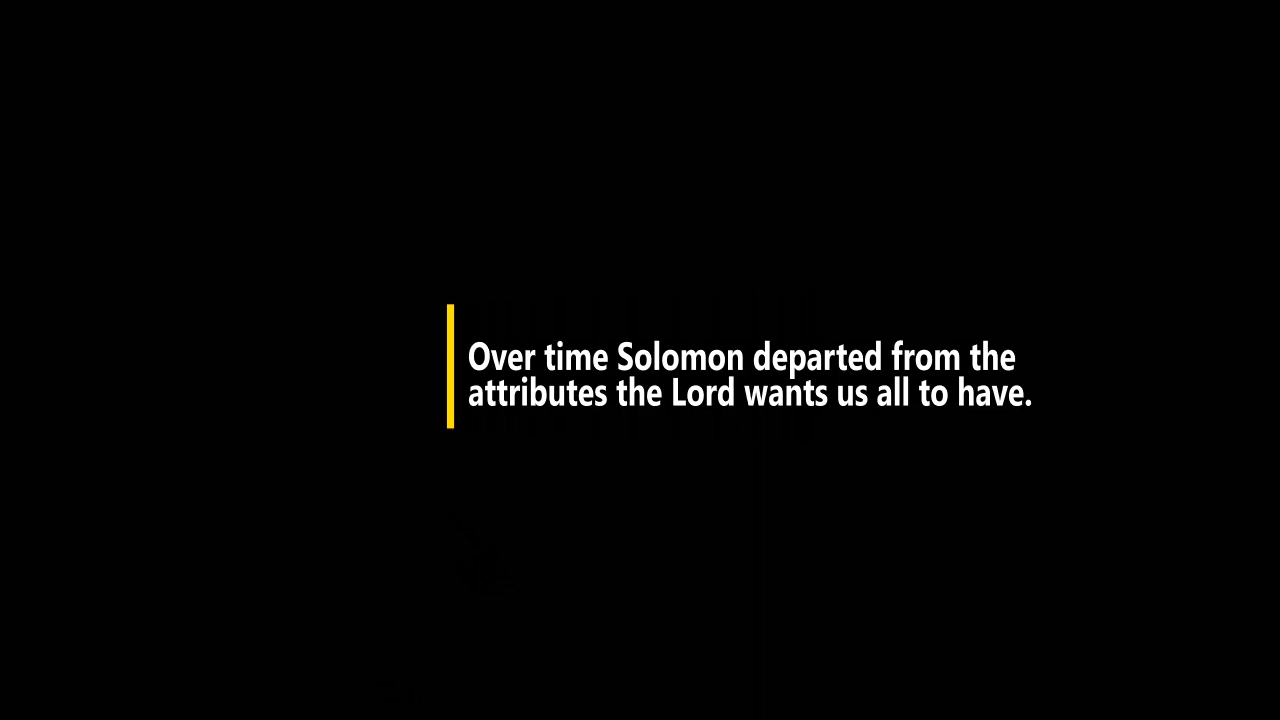 Over time Solomon departed from the
attributes the Lord wants us all to have.